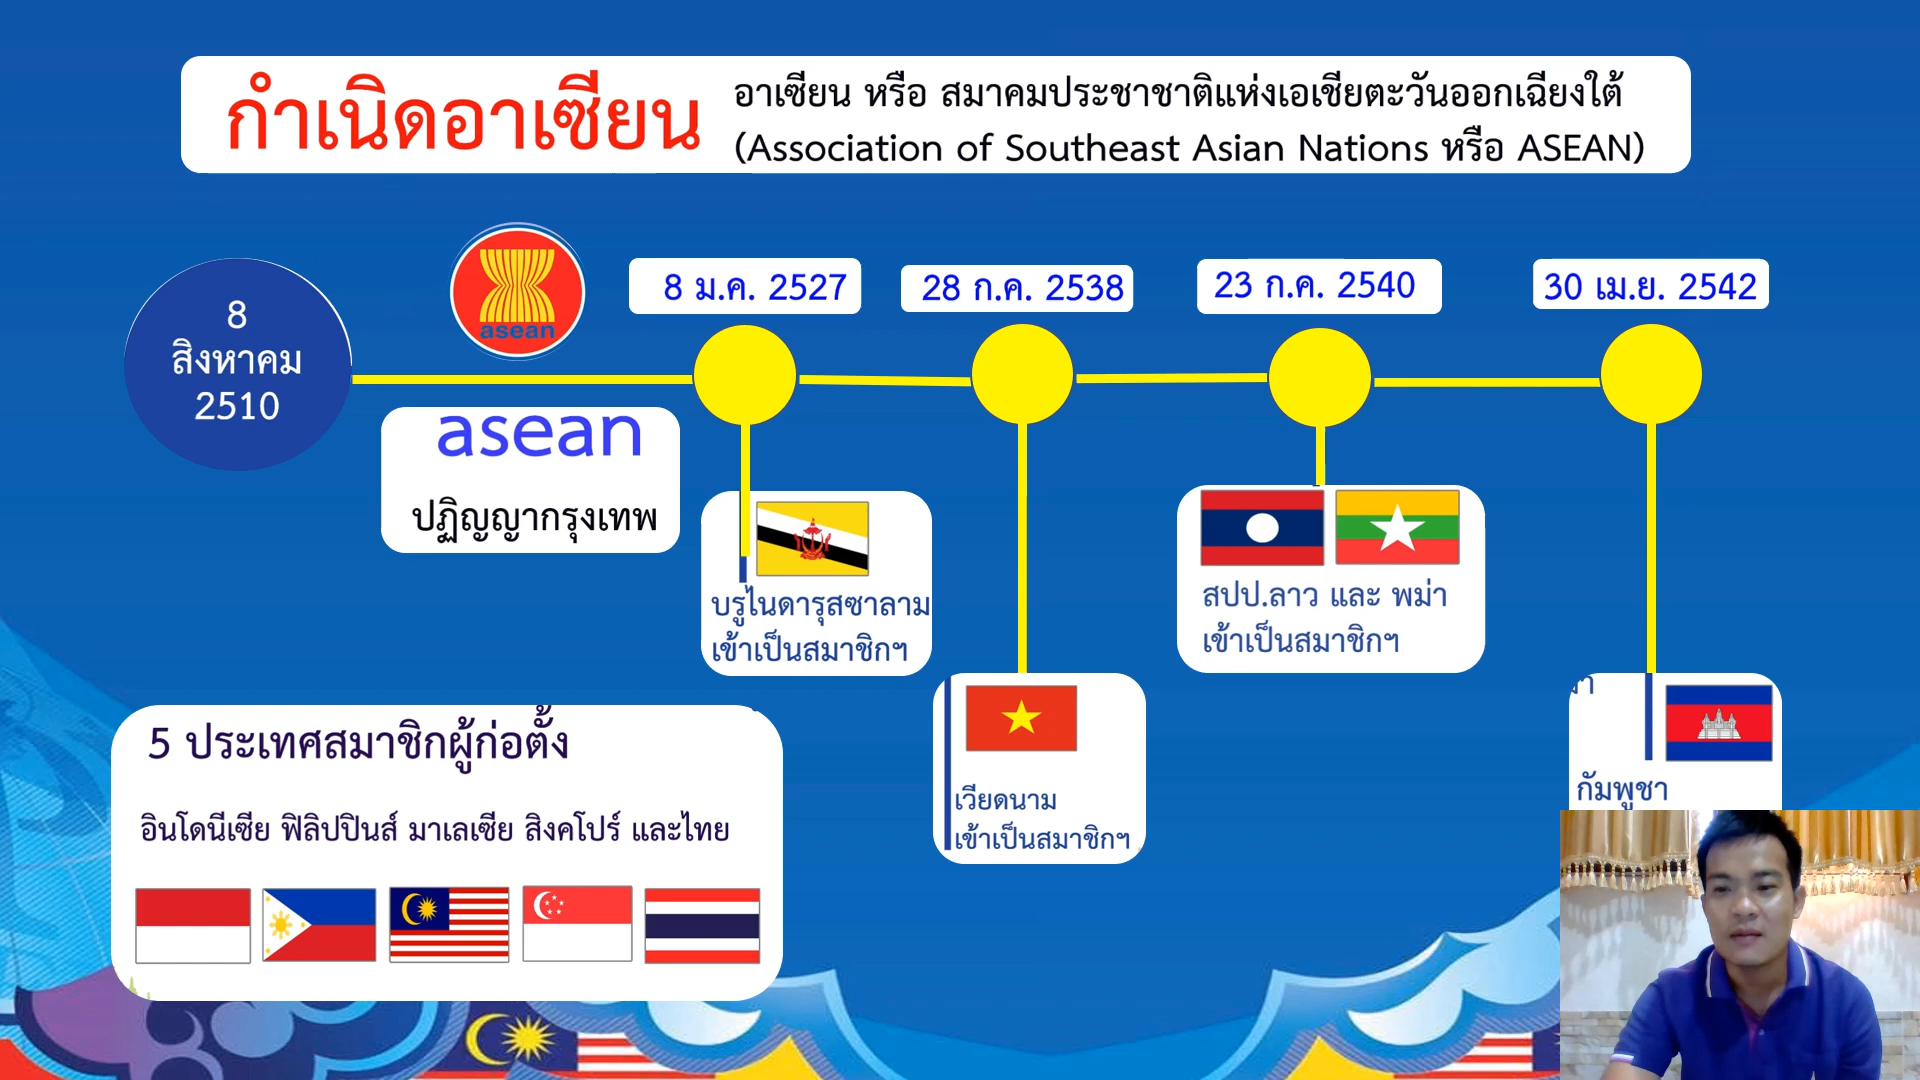 กำเนิดอาเซียน
อาเซียน หรือ สมาคมประชาชาติแห่งเอเชียตะวันออกเฉียงใต้
(Association of Southeast Asian Nations หรือ ASEAN)
8
สิงหาคม
2510
asean
asean
ปฏิญญากรุงเทพ
8 ม.ค. 2527
28 ก.ค. 2538
23 ก.ค. 2540
30 เม.ย. 2542
บรูไนดารุสซาลาม
เข้าเป็นสมาชิกฯ
เวียดนาม
เข้าเป็นสมาชิกฯ
สปป.ลาว และ พม่า
เข้าเป็นสมาชิกฯ
กัมพูชา
5 ประเทศสมาชิกผู้ก่อตั้ง
อินโดนีเซีย ฟิลิปปินส์ มาเลเซีย สิงคโปร์ และไทย